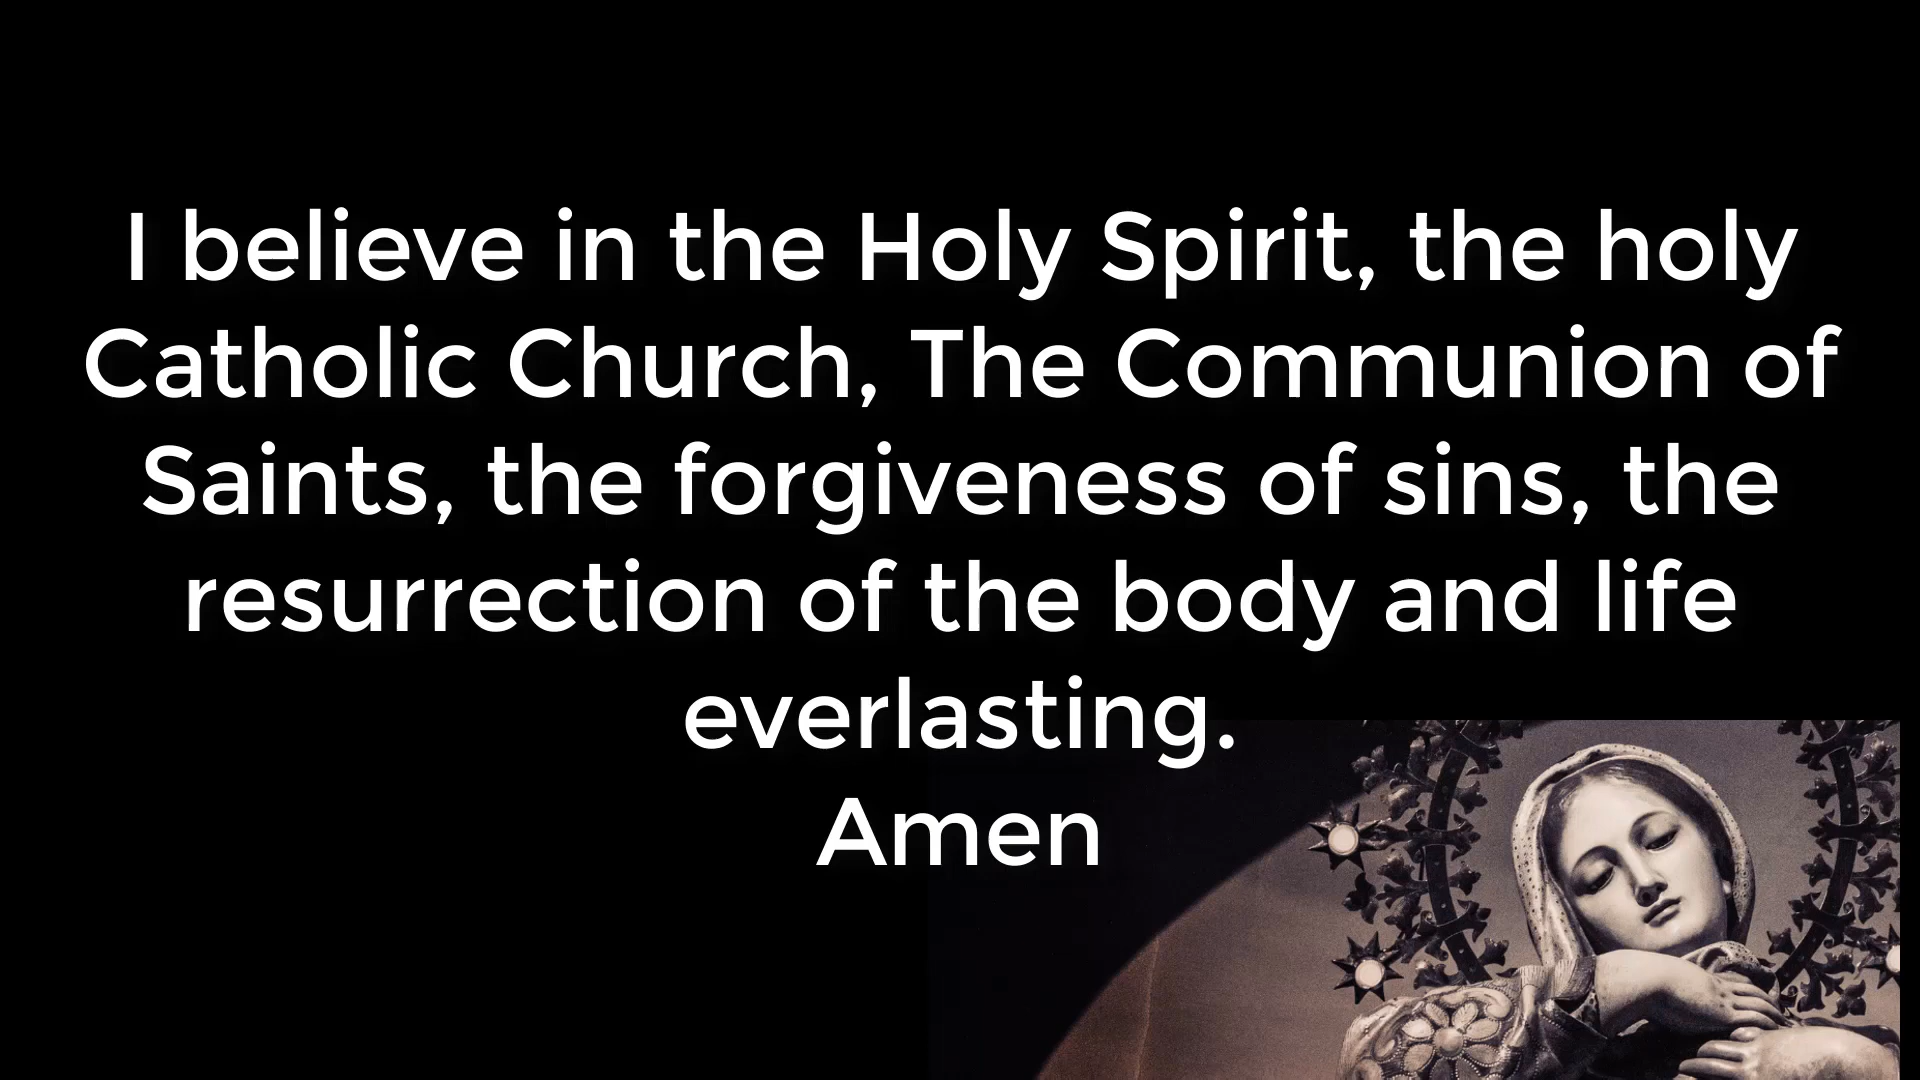 I believe in the Holy Spirit, the holy
Catholic Church, The Communion of
Saints, the forgiveness of sins, the
resurrection of the body and life
everlasting.
Amen